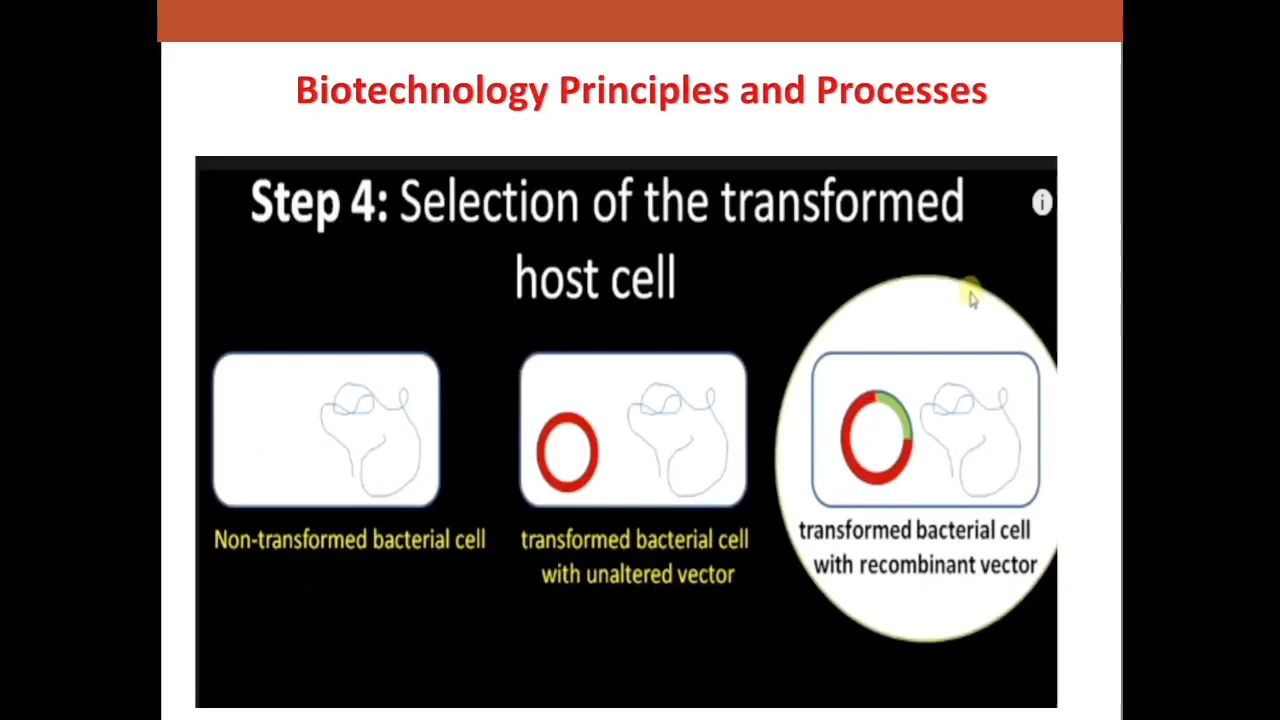 Biotechnology Principles and Processes
Step 4: Selection of the transformed
host cell
i
Non-transformed bacterial cell
transformed bacterial cell
with unaltered vector
transformed bacterial cell
with recombinant vector